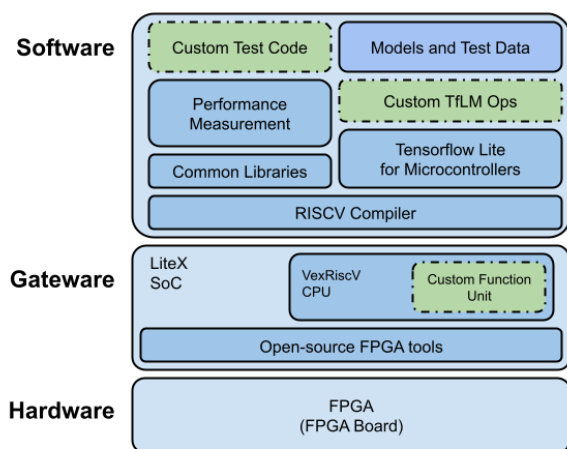 Software
Custom Test Code
Models and Test Data
Performance
Measurement
Custom TfLM Ops
Common Libraries
Tensorflow Lite
for Microcontrollers
RISCV Compiler
Gateware
LiteX
SoC
VexRiscV
CPU
Custom Function
Unit
Open-source FPGA tools
Hardware
FPGA
(FPGA Board)